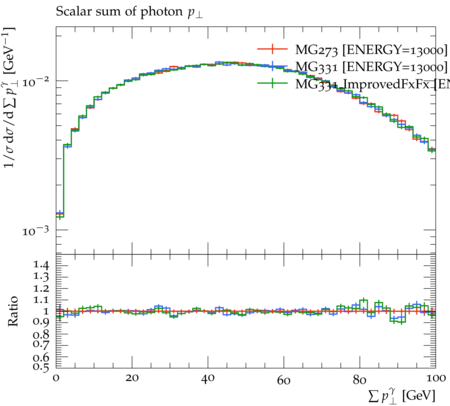 Scalar sum of photon p⊥
1/σ dσ/d∑ p⊥^γ [GeV⁻¹]
MG273 [ENERGY=13000]
MG331 [ENERGY=13000]
MG331 ImprovedFxFx [EN
10⁻²
10⁻³
Ratio
1.4
1.3
1.2
1.1
1
0.9
0.8
0.7
0.6
0.5
0 20 40 60 80 100
∑ p⊥^γ [GeV]